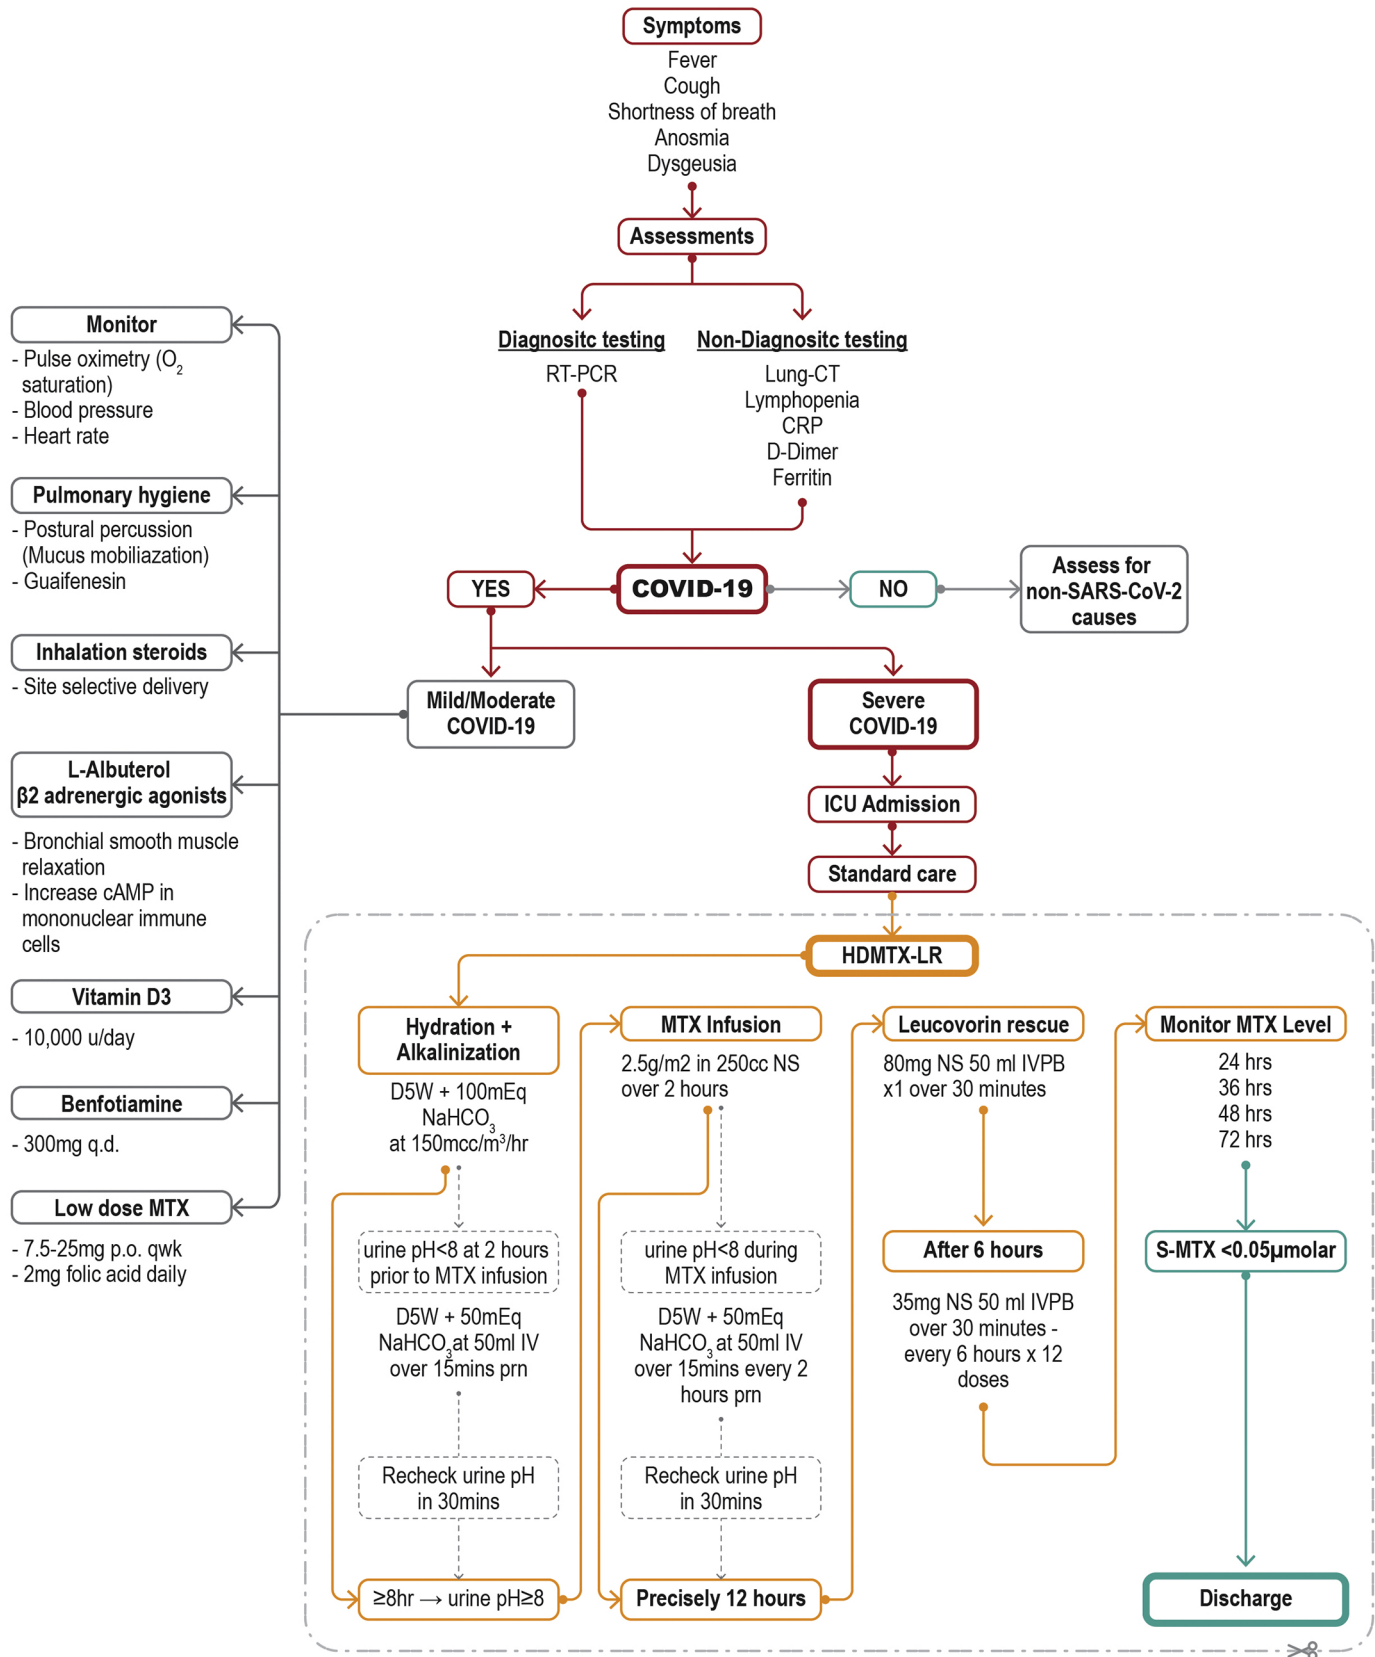 Symptoms
Fever
Cough
Shortness of breath
Anosmia
Dysgeusia
Assessments
Diagnositc testing
RT-PCR
Non-Diagnositc testing
Lung-CT
Lymphopenia
CRP
D-Dimer
Ferritin
COVID-19
YES
NO
Assess for
non-SARS-CoV-2
causes
Mild/Moderate
COVID-19
Severe
COVID-19
Monitor
- Pulse oximetry (O₂
saturation)
- Blood pressure
- Heart rate
Pulmonary hygiene
- Postural percussion
(Mucus mobiliazation)
- Guaifenesin
Inhalation steroids
- Site selective delivery
L-Albuterol
β2 adrenergic agonists
- Bronchial smooth muscle
relaxation
- Increase cAMP in
mononuclear immune
cells
Vitamin D3
- 10,000 u/day
Benfotiamine
- 300mg q.d.
Low dose MTX
- 7.5-25mg p.o. qwk
- 2mg folic acid daily
ICU Admission
Standard care
HDMTX-LR
Hydration +
Alkalinization
D5W + 100mEq
NaHCO₃
at 150mcc/m³/hr
urine pH<8 at 2 hours
prior to MTX infusion
D5W + 50mEq
NaHCO₃at 50ml IV
over 15mins prn
Recheck urine pH
in 30mins
≥8hr → urine pH≥8
MTX Infusion
2.5g/m2 in 250cc NS
over 2 hours
urine pH<8 during
MTX infusion
D5W + 50mEq
NaHCO₃ at 50ml IV
over 15mins every 2
hours prn
Recheck urine pH
in 30mins
Precisely 12 hours
Leucovorin rescue
80mg NS 50 ml IVPB
x1 over 30 minutes
After 6 hours
35mg NS 50 ml IVPB
over 30 minutes -
every 6 hours x 12
doses
Monitor MTX Level
24 hrs
36 hrs
48 hrs
72 hrs
S-MTX <0.05µmolar
Discharge